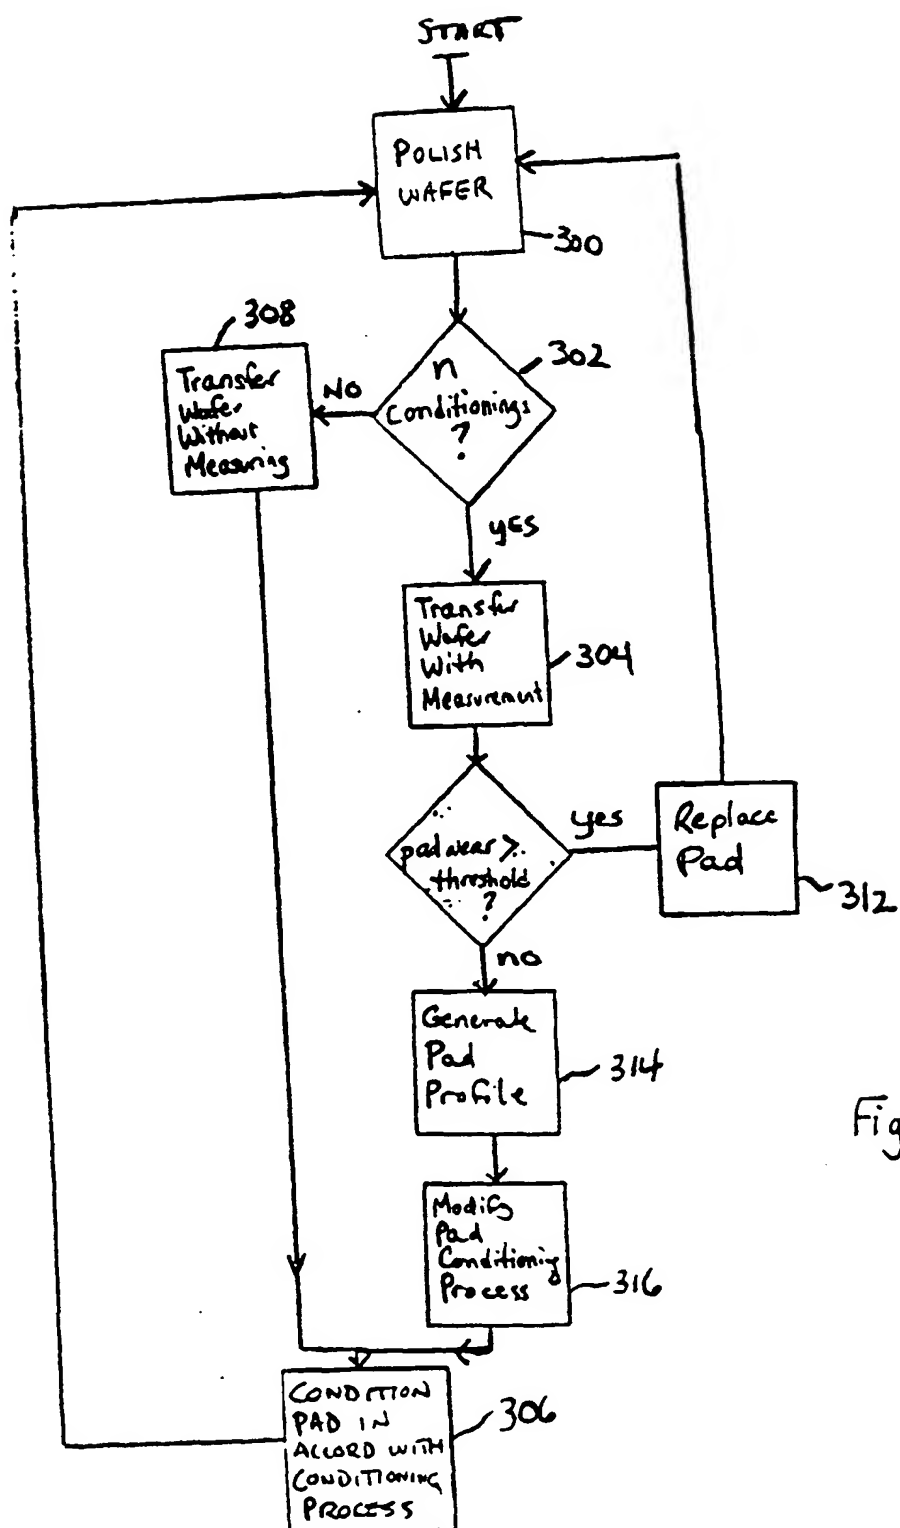 START
POLISH
WAFER
300
308
302
Transfer
Wafer
Without
Measuring
NO
n
Conditionings
?
YES
Transfer
Wafer
With
Measurement
304
pad wear >
threshold
?
yes
Replace
Pad
312
no
Generate
Pad
Profile
314
Fig
Modify
Pad
Conditioning
Process
316
CONDITION
PAD IN
ACCORD WITH
CONDITIONING
PROCESS
306